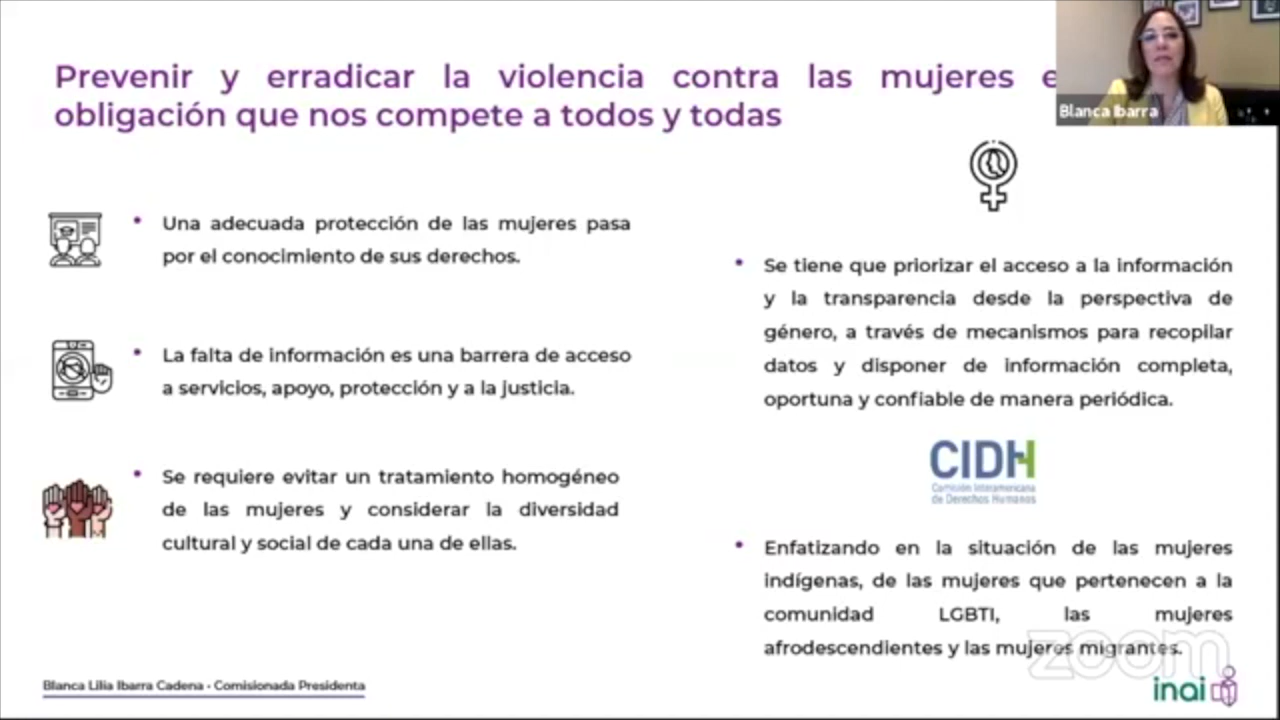 Prevenir y erradicar la violencia contra las mujeres
obligación que nos compete a todos y todas
Blanca Ibarra
Una adecuada protección de las mujeres pasa
por el conocimiento de sus derechos.
La falta de información es una barrera de acceso
a servicios, apoyo, protección y a la justicia.
Se requiere evitar un tratamiento homogéneo
de las mujeres y considerar la diversidad
cultural y social de cada una de ellas.
Se tiene que priorizar el acceso a la información
y la transparencia desde la perspectiva de
género, a través de mecanismos para recopilar
datos y disponer de información completa,
oportuna y confiable de manera periódica.
CIDH
Comisión Interamericana
de Derechos Humanos
Enfatizando en la situación de las mujeres
indígenas, de las mujeres que pertenecen a la
comunidad LGBTI, las mujeres
afrodescendientes y las mujeres migrantes.
zoom
Blanca Lilia Ibarra Cadena - Comisionada Presidenta
inai